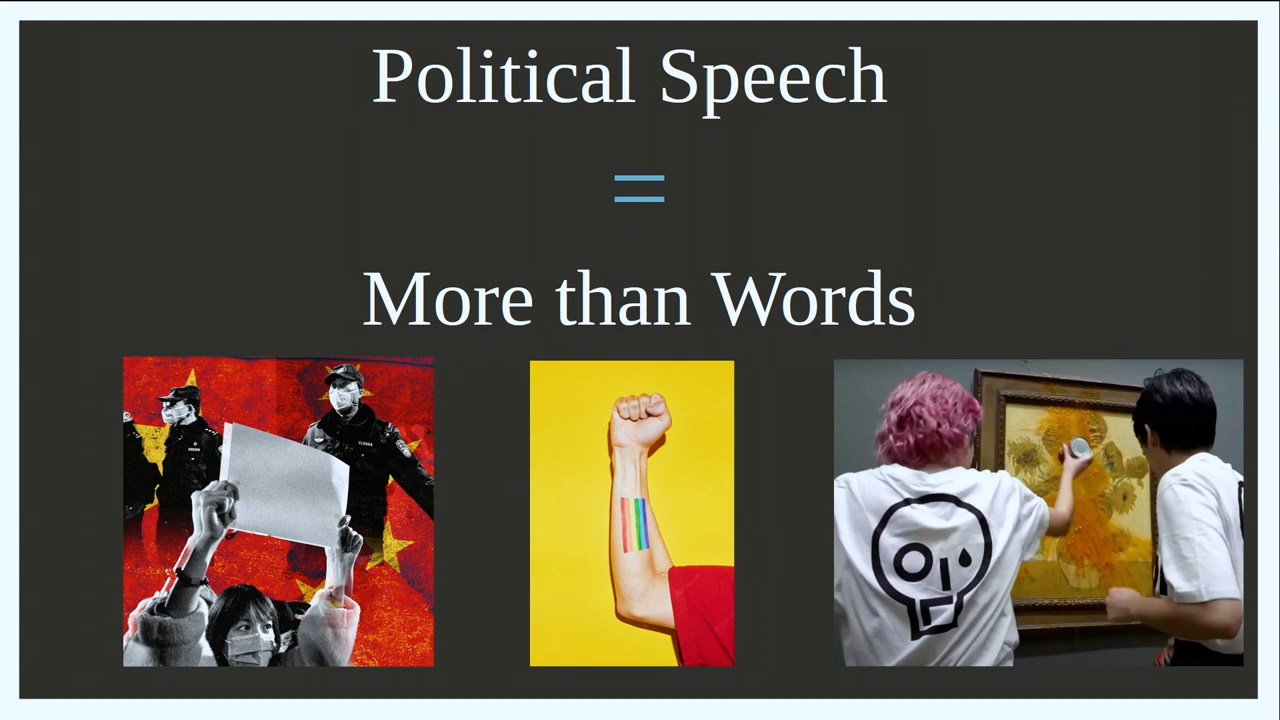 Political Speech
=
More than Words